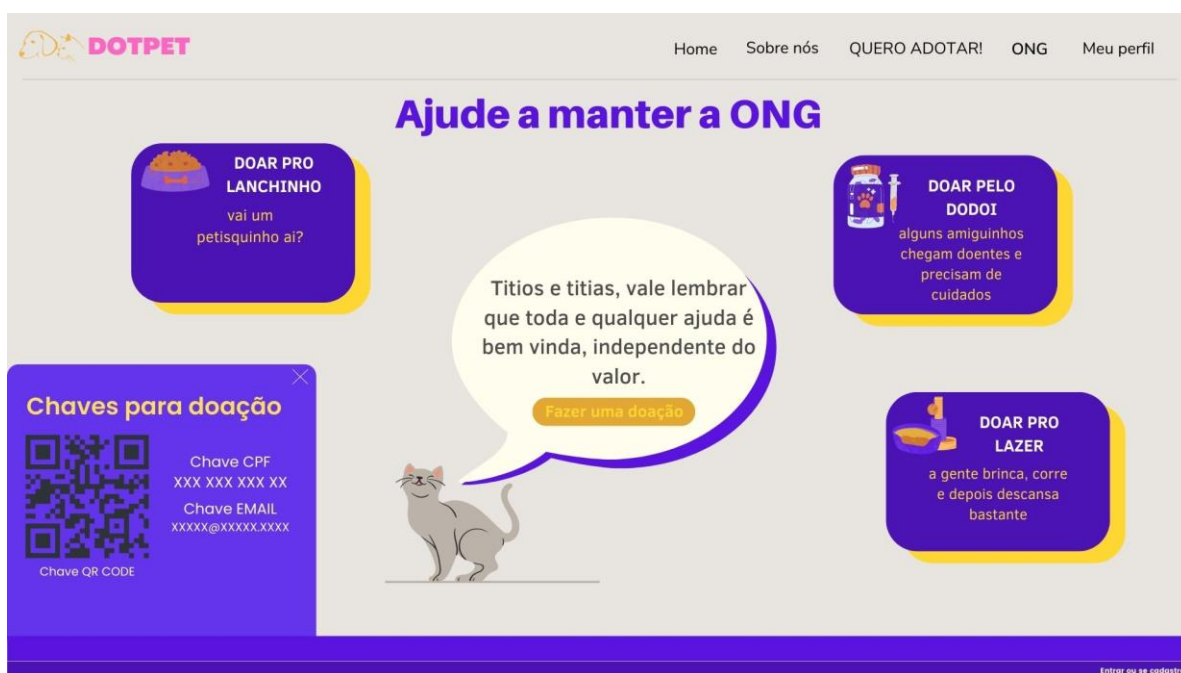 DOTPET
Home
Sobre nós
QUERO ADOTAR!
ONG
Meu perfil
Ajude a manter a ONG
DOAR PRO
LANCHINHO
vai um
petisquinho ai?
DOAR PELO
DODOI
alguns amiguinhos
chegam doentes e
precisam de
cuidados
Titios e titias, vale lembrar
que toda e qualquer ajuda é
bem vinda, independente do
valor.
Fazer uma doação
Chaves para doação
Chave CPF
XXX XXX XXX XX
Chave EMAIL
XXXXX@XXXXX.XXXX
Chave QR CODE
DOAR PRO
LAZER
a gente brinca, corre
e depois descansa
bastante
Entrar ou se cadastr